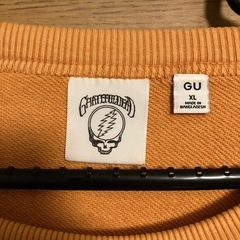 GRATEFUL DEAD
GU
XL
MADE IN
BANGLADESH